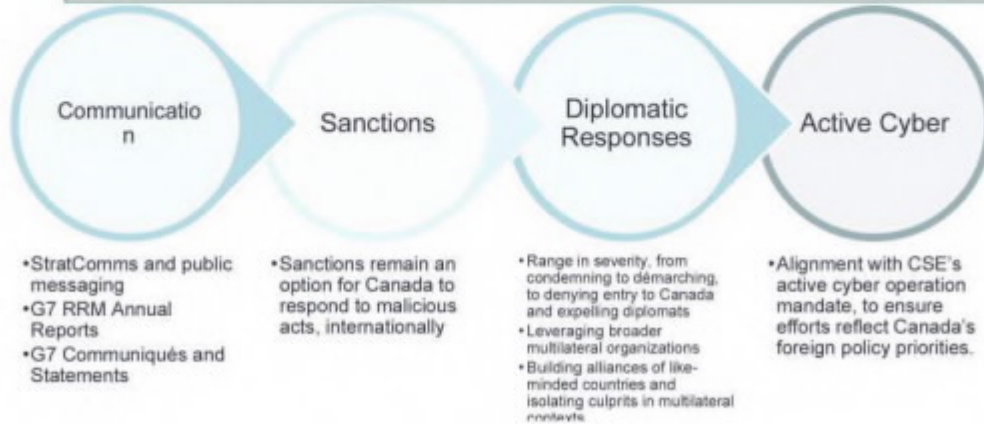 Communicatio
n
Sanctions
Diplomatic
Responses
Active Cyber
•StratComms and public
messaging
•G7 RRM Annual
Reports
•G7 Communiqués and
Statements
•Sanctions remain an
option for Canada to
respond to malicious
acts, internationally
•Range in severity, from
condemning to démarching,
to denying entry to Canada
and expelling diplomats
•Leveraging broader
multilateral organizations
•Building alliances of like-
minded countries and
isolating culprits in multilateral
contexts
•Alignment with CSE's
active cyber operation
mandate, to ensure
efforts reflect Canada's
foreign policy priorities.